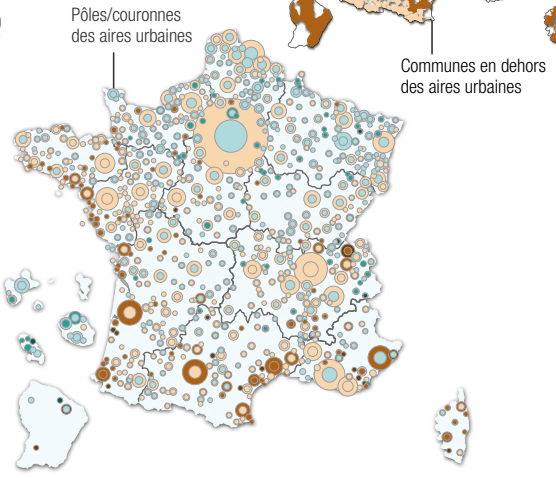 Pôles/couronnes
des aires urbaines
Communes en dehors
des aires urbaines